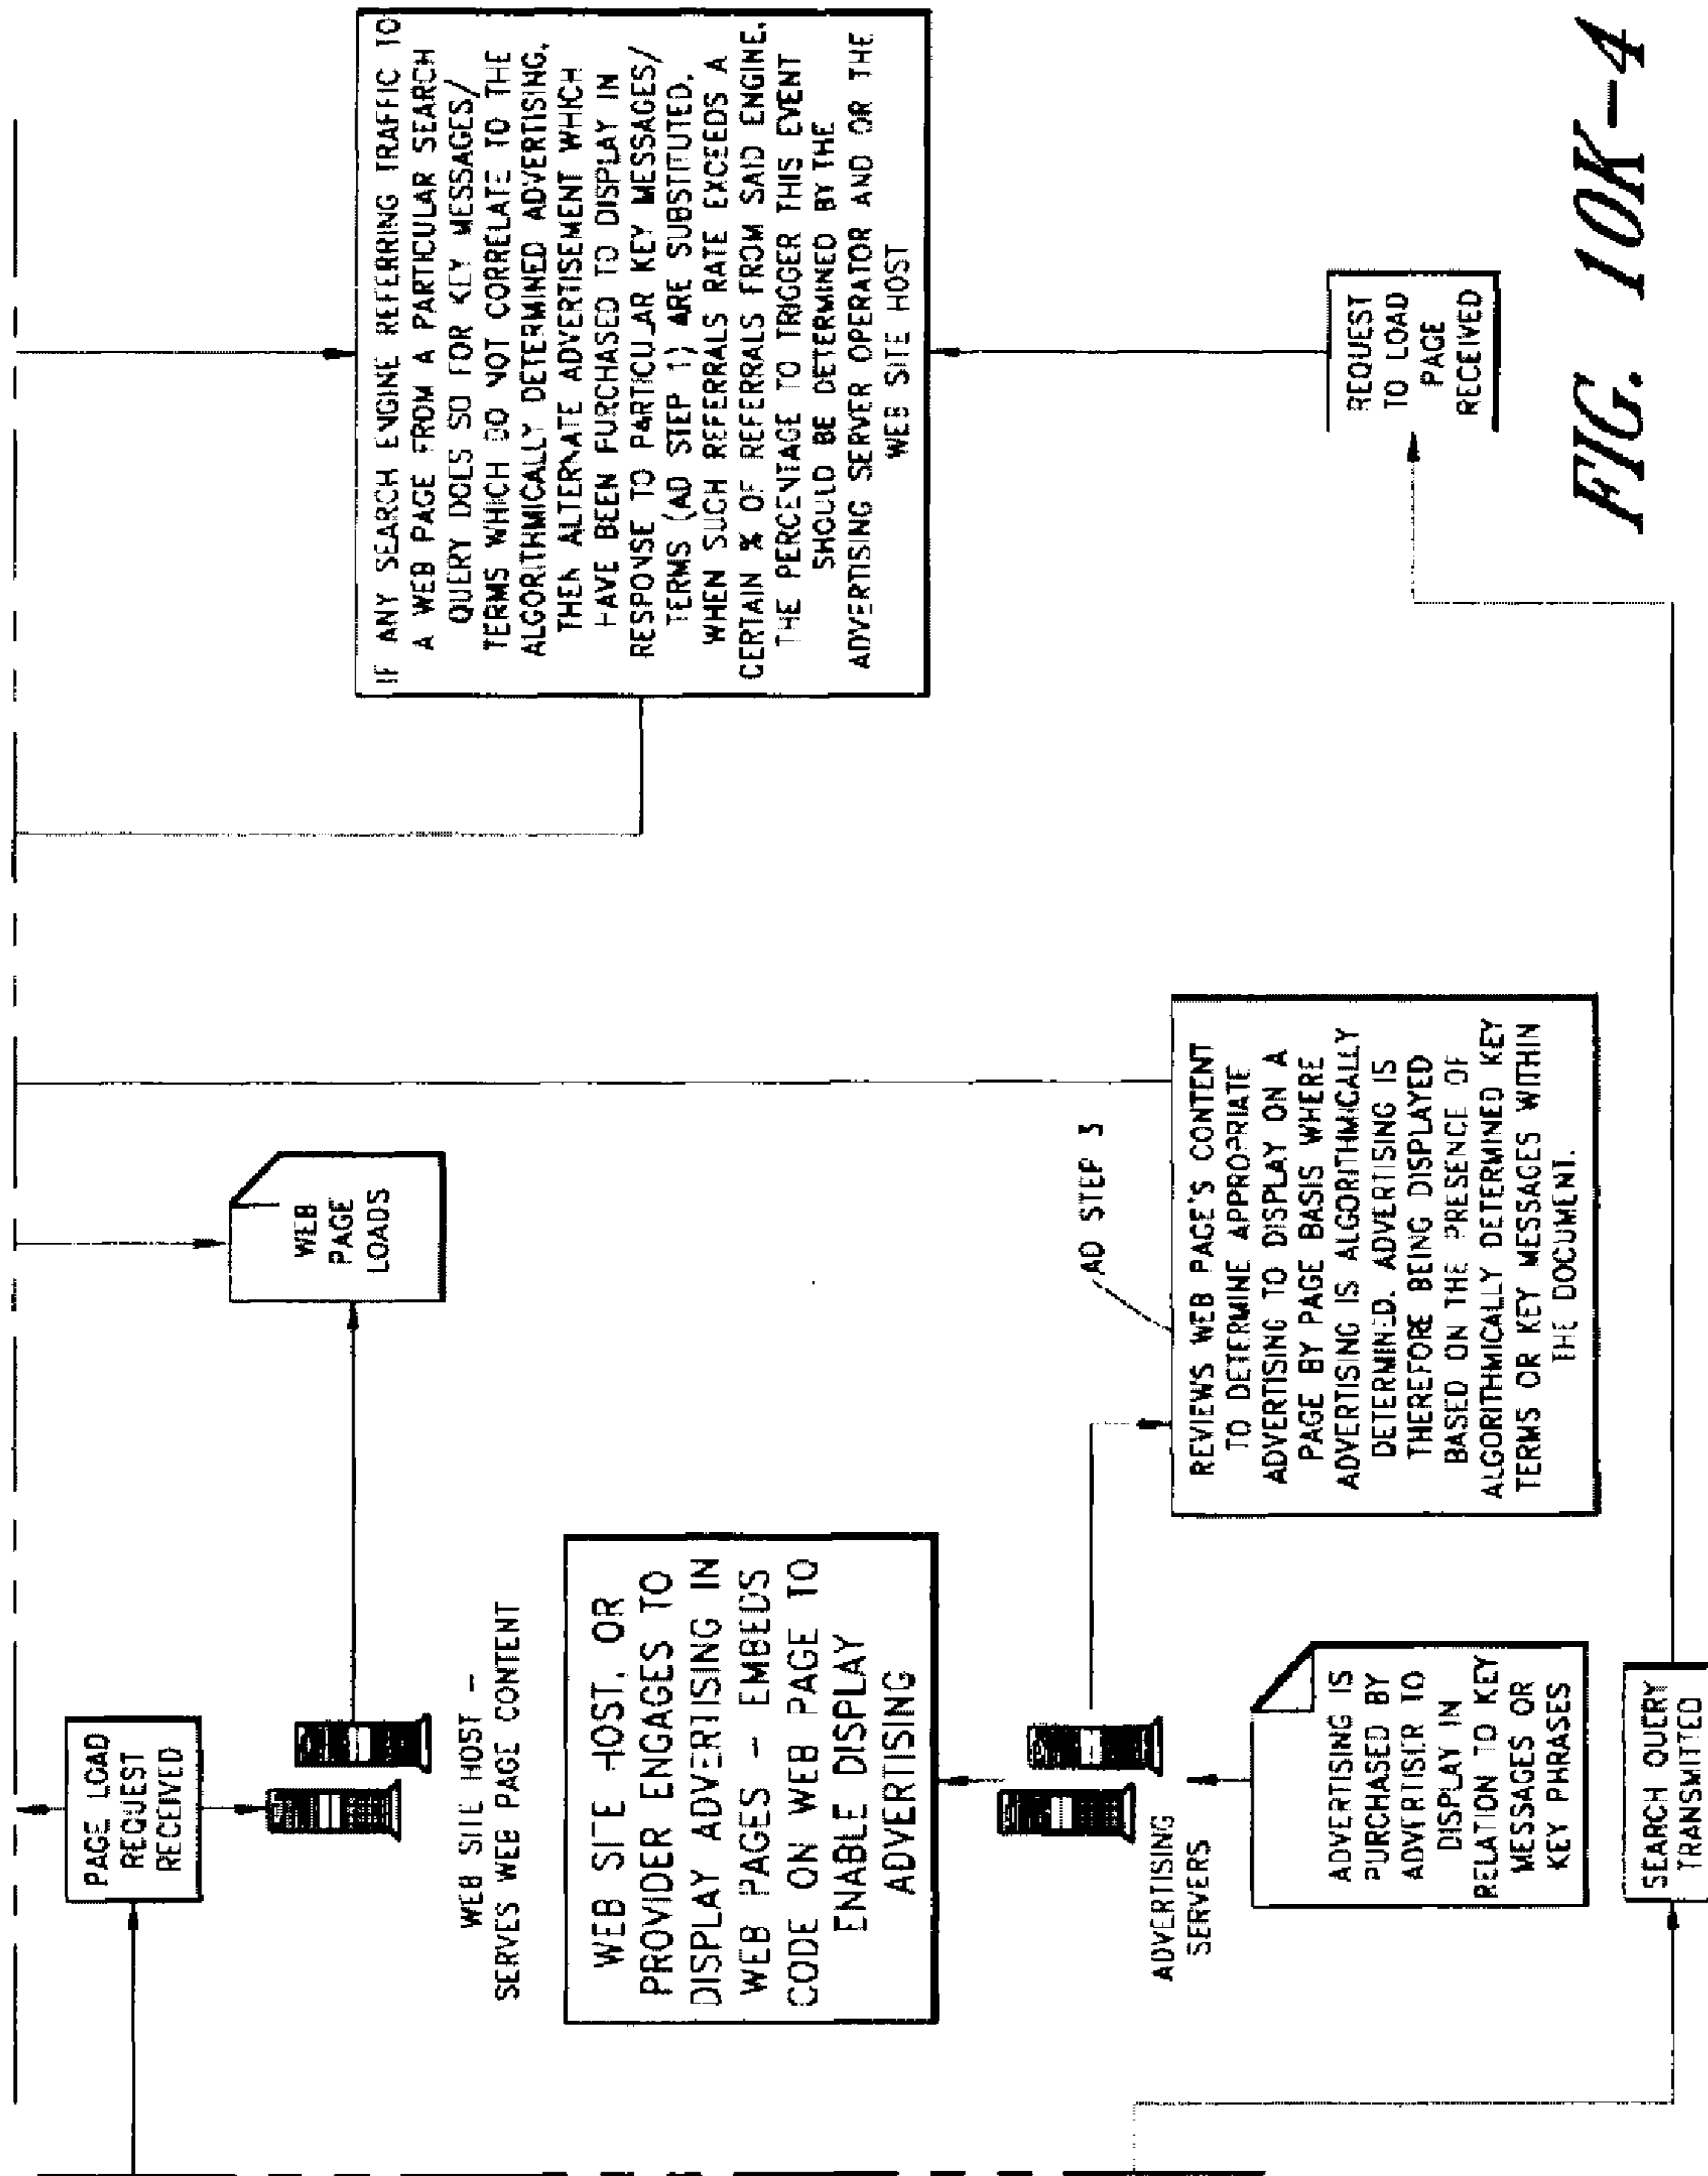 PAGE LOAD
REQUEST
RECEIVED
WEB SITE HOST –
SERVES WEB PAGE CONTENT
WEB
PAGE
LOADS
WEB SITE HOST, OR
PROVIDER ENGAGES TO
DISPLAY ADVERTISING IN
WEB PAGES – EMBEDS
CODE ON WEB PAGE TO
ENABLE DISPLAY
ADVERTISING
ADVERTISING
SERVERS
ADVERTISING IS
PURCHASED BY
ADVERTISER TO
DISPLAY IN
RELATION TO KEY
MESSAGES OR
KEY PHRASES
SEARCH QUERY
TRANSMITTED
AD STEP 3
REVIEWS WEB PAGE'S CONTENT
TO DETERMINE APPROPRIATE
ADVERTISING TO DISPLAY ON A
PAGE BY PAGE BASIS WHERE
ADVERTISING IS ALGORITHMICALLY
DETERMINED. ADVERTISING IS
THEREFORE BEING DISPLAYED
BASED ON THE PRESENCE OF
ALGORITHMICALLY DETERMINED KEY
TERMS OR KEY MESSAGES WITHIN
THE DOCUMENT.
IF ANY SEARCH ENGINE REFERRING TRAFFIC TO
A WEB PAGE FROM A PARTICULAR SEARCH
QUERY DOES SO FOR KEY MESSAGES/
TERMS WHICH DO NOT CORRELATE TO THE
ALGORITHMICALLY DETERMINED ADVERTISING,
THEN ALTERNATE ADVERTISEMENT WHICH
HAVE BEEN PURCHASED TO DISPLAY IN
RESPONSE TO PARTICULAR KEY MESSAGES/
TERMS (AD STEP 1) ARE SUBSTITUTED,
WHEN SUCH REFERRALS RATE EXCEEDS A
CERTAIN % OF REFERRALS FROM SAID ENGINE.
THE PERCENTAGE TO TRIGGER THIS EVENT
SHOULD BE DETERMINED BY THE
ADVERTISING SERVER OPERATOR AND OR THE
WEB SITE HOST
REQUEST
TO LOAD
PAGE
RECEIVED
FIG. 10K-4